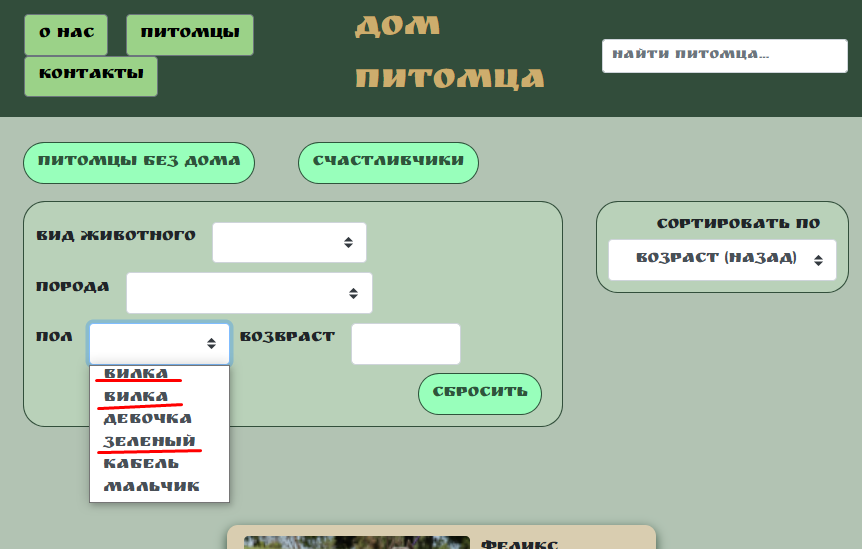 О НАС
ПИТОМЦЫ
ДОМ
ПИТОМЦА
КОНТАКТЫ
НАЙТИ ПИТОМЦА...
ПИТОМЦЫ БЕЗ ДОМА
СЧАСТЛИВЧИКИ
ВИД ЖИВОТНОГО
СОРТИРОВАТЬ ПО
ВОЗРАСТ (НАЗАД)
ПОРОДА
ПОЛ
ВОЗВРАСТ
ВИЛКА
ВИЛКА
ДЕВОЧКА
ЗЕЛЕНЫЙ
КАБЕЛЬ
МАЛЬЧИК
СБРОСИТЬ
ФЕЛИКС